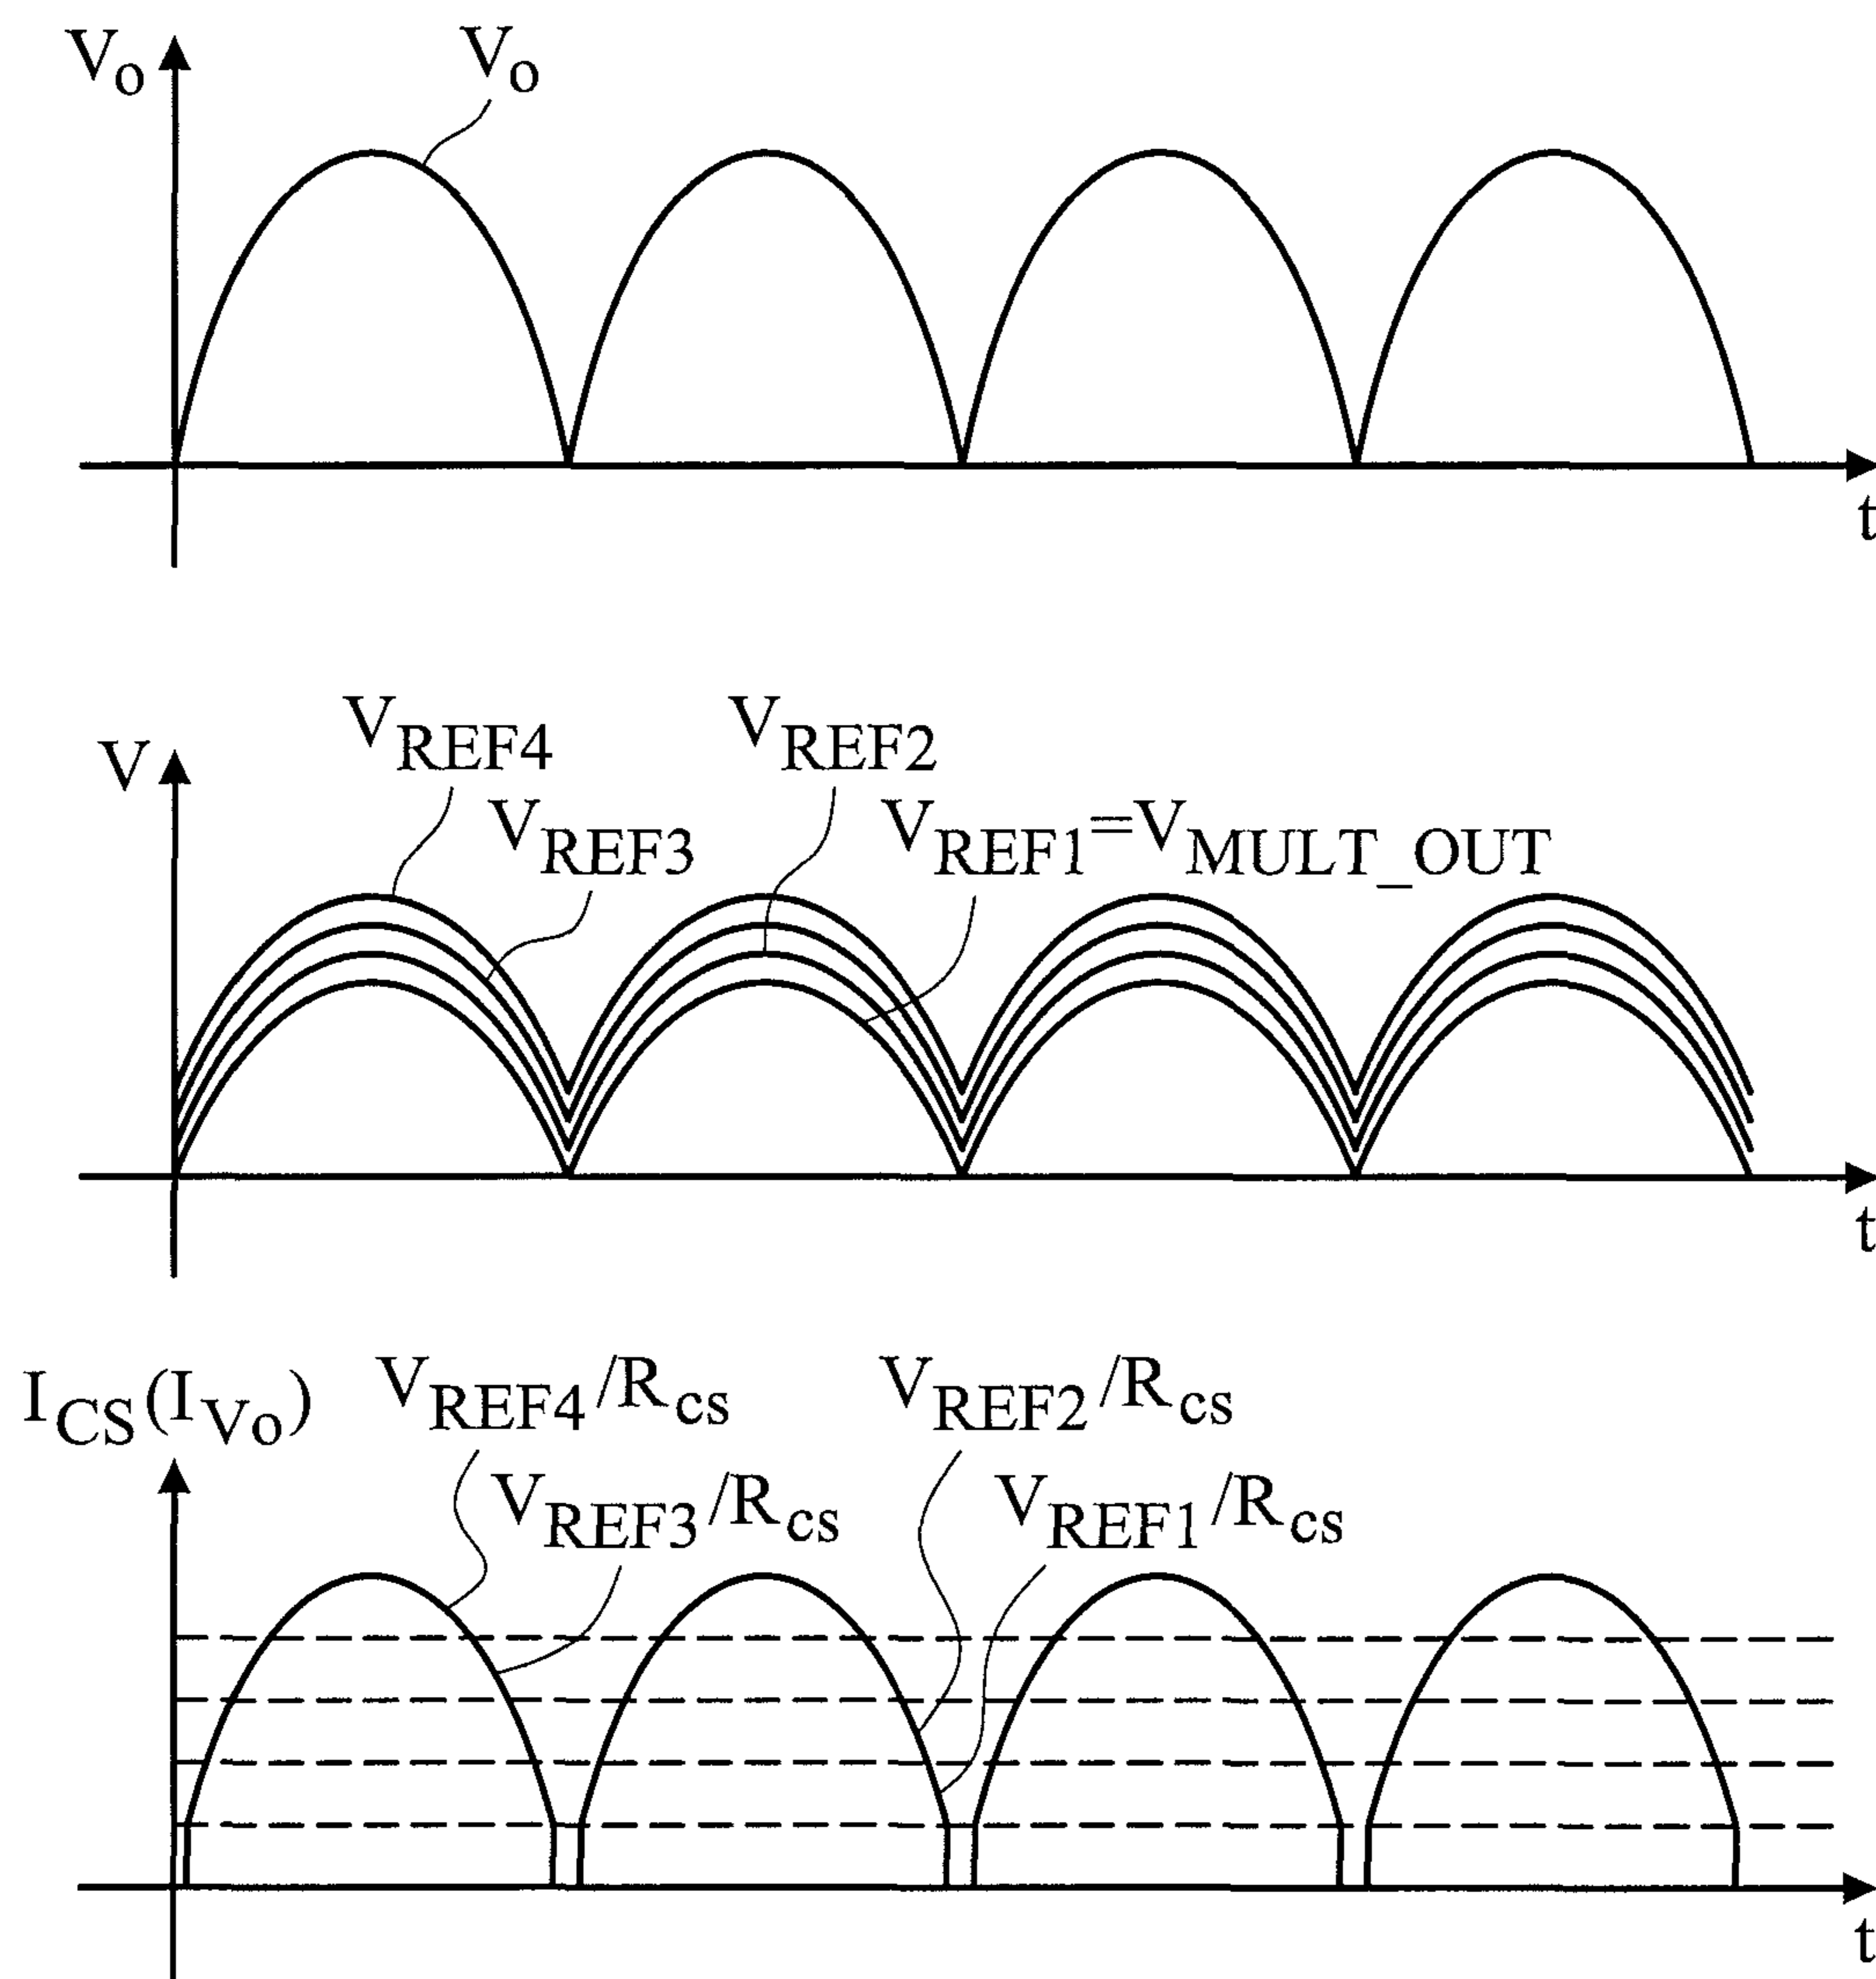 Vo Vo
t
VREF4 VREF2
V
VREF3 VREF1=VMULT_OUT
t
ICS(IVo) VREF4/Rcs VREF2/Rcs
VREF3/Rcs VREF1/Rcs
t